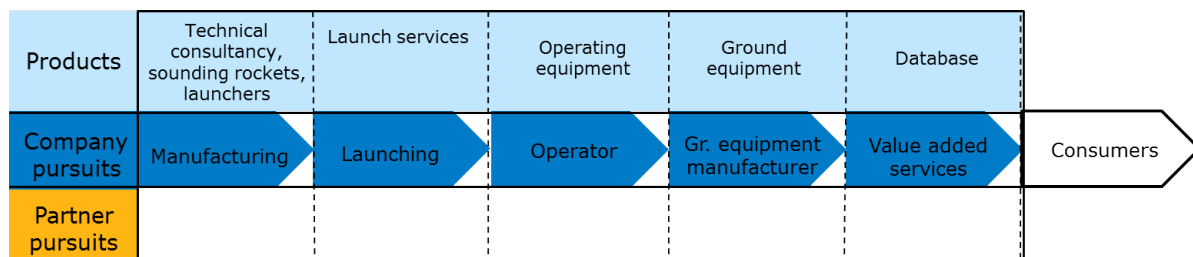 Products
Technical
consultancy,
sounding rockets,
launchers
Launch services
Operating
equipment
Ground
equipment
Database
Company
pursuits
Manufacturing
Launching
Operator
Gr. equipment
manufacturer
Value added
services
Consumers
Partner
pursuits